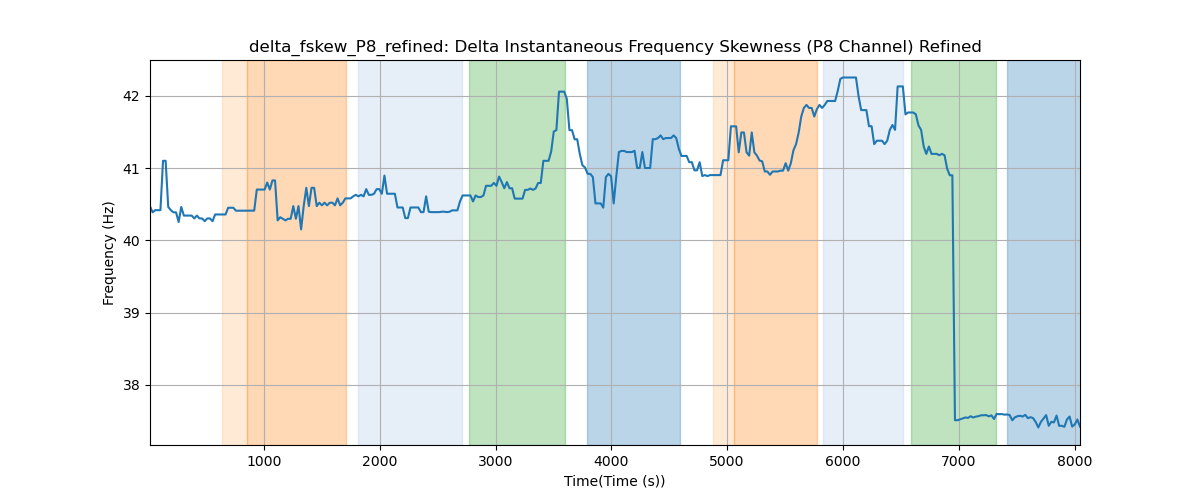 delta_fskew_P8_refined: Delta Instantaneous Frequency Skewness (P8 Channel) Refined
Frequency (Hz)
42
41
40
39
38
1000 2000 3000 4000 5000 6000 7000 8000
Time(Time (s))